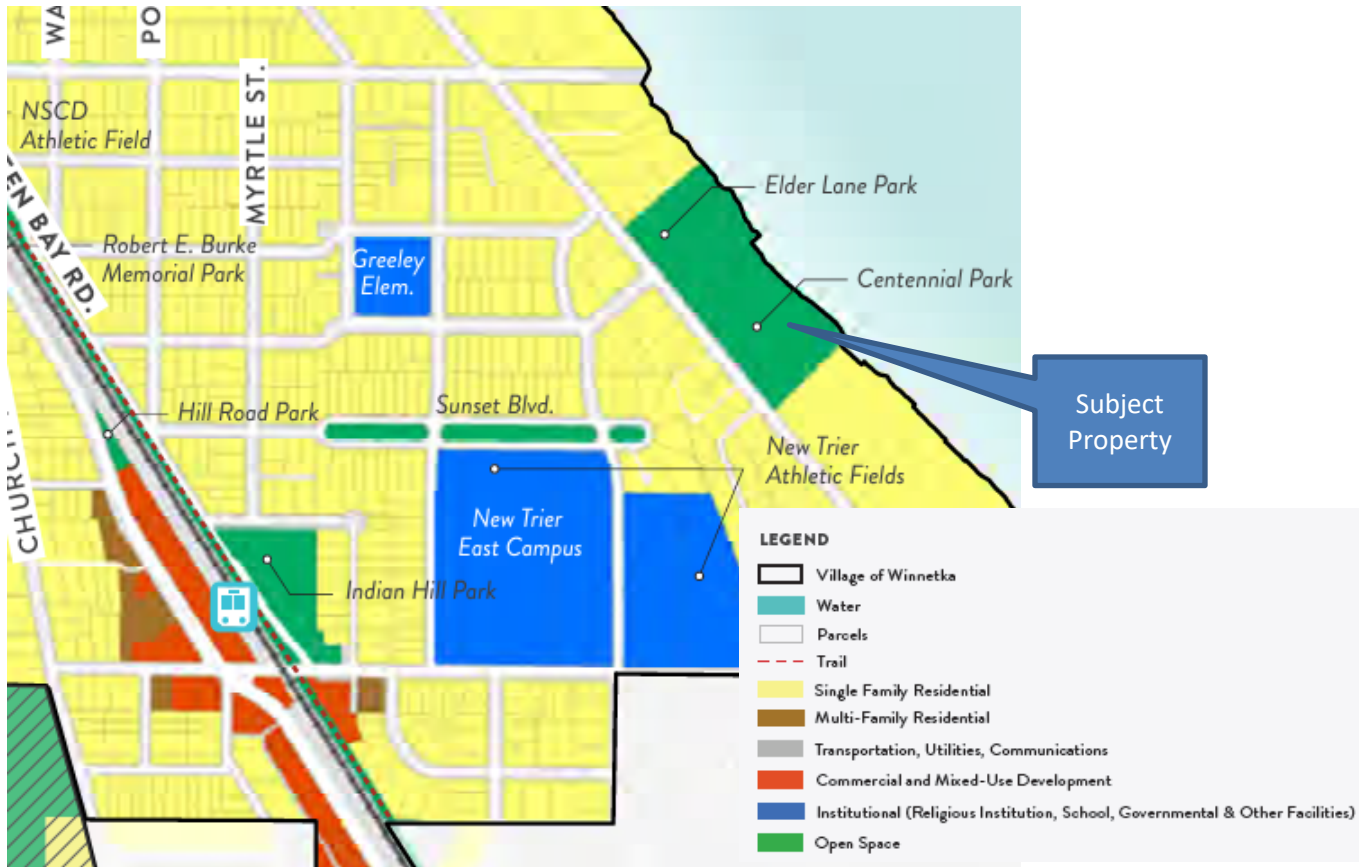 WA
PO
MYRTLE ST.
NSCD
Athletic Field
EN BAY RD.
Robert E. Burke
Memorial Park
Greeley
Elem.
Elder Lane Park
Centennial Park
Subject
Property
Hill Road Park
Sunset Blvd.
New Trier
Athletic Fields
CHURCH
New Trier
East Campus
Indian Hill Park
LEGEND
Village of Winnetka
Water
Parcels
Trail
Single Family Residential
Multi-Family Residential
Transportation, Utilities, Communications
Commercial and Mixed-Use Development
Institutional (Religious Institution, School, Governmental & Other Facilities)
Open Space